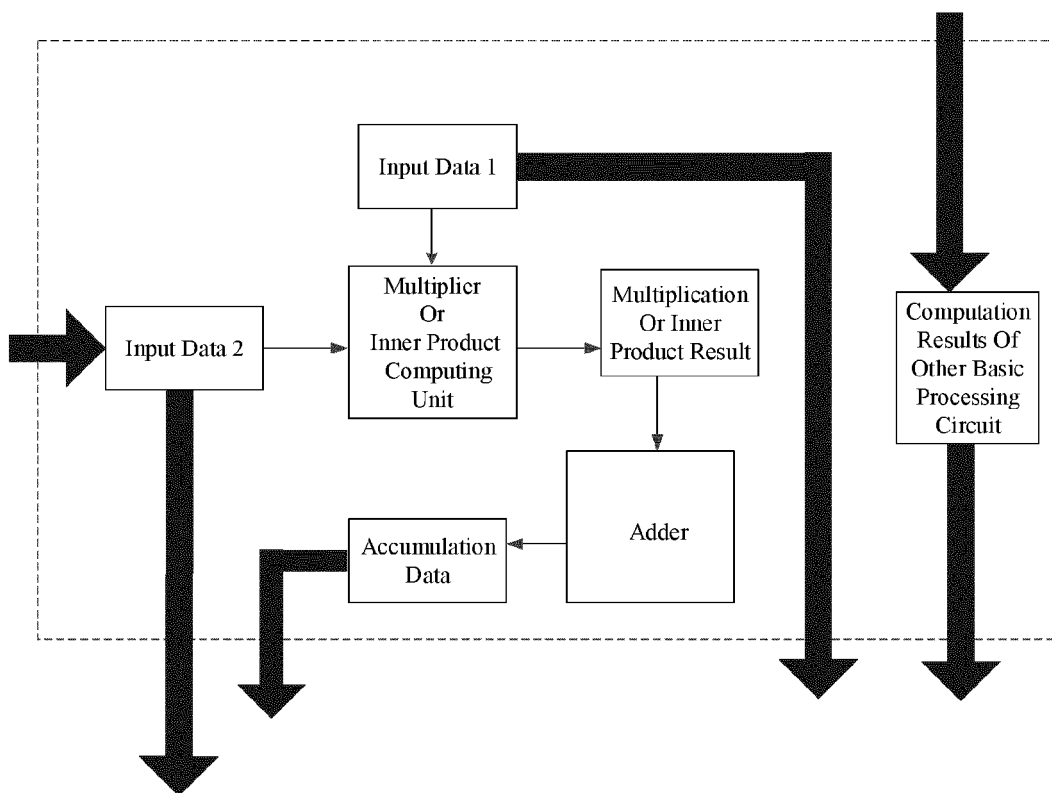 Input Data 1
Multiplier
Or
Inner Product
Computing
Unit
Multiplication
Or Inner
Product Result
Computation
Results Of
Other Basic
Processing
Circuit
Input Data 2
Adder
Accumulation
Data